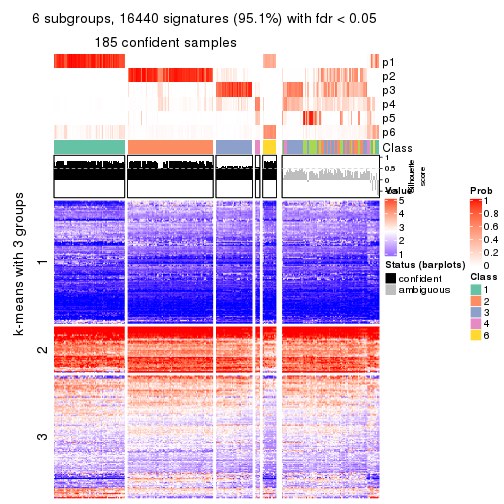 6 subgroups, 16440 signatures (95.1%) with fdr < 0.05
185 confident samples
p1
p2
p3
p4
p5
p6
Class
1
0.5
0
Silhouette
score
k-means with 3 groups
1
2
3
Value
5
4
3
2
1
Status (barplots)
confident
ambiguous
Prob
1
0.8
0.6
0.4
0.2
0
Class
1
2
3
4
6